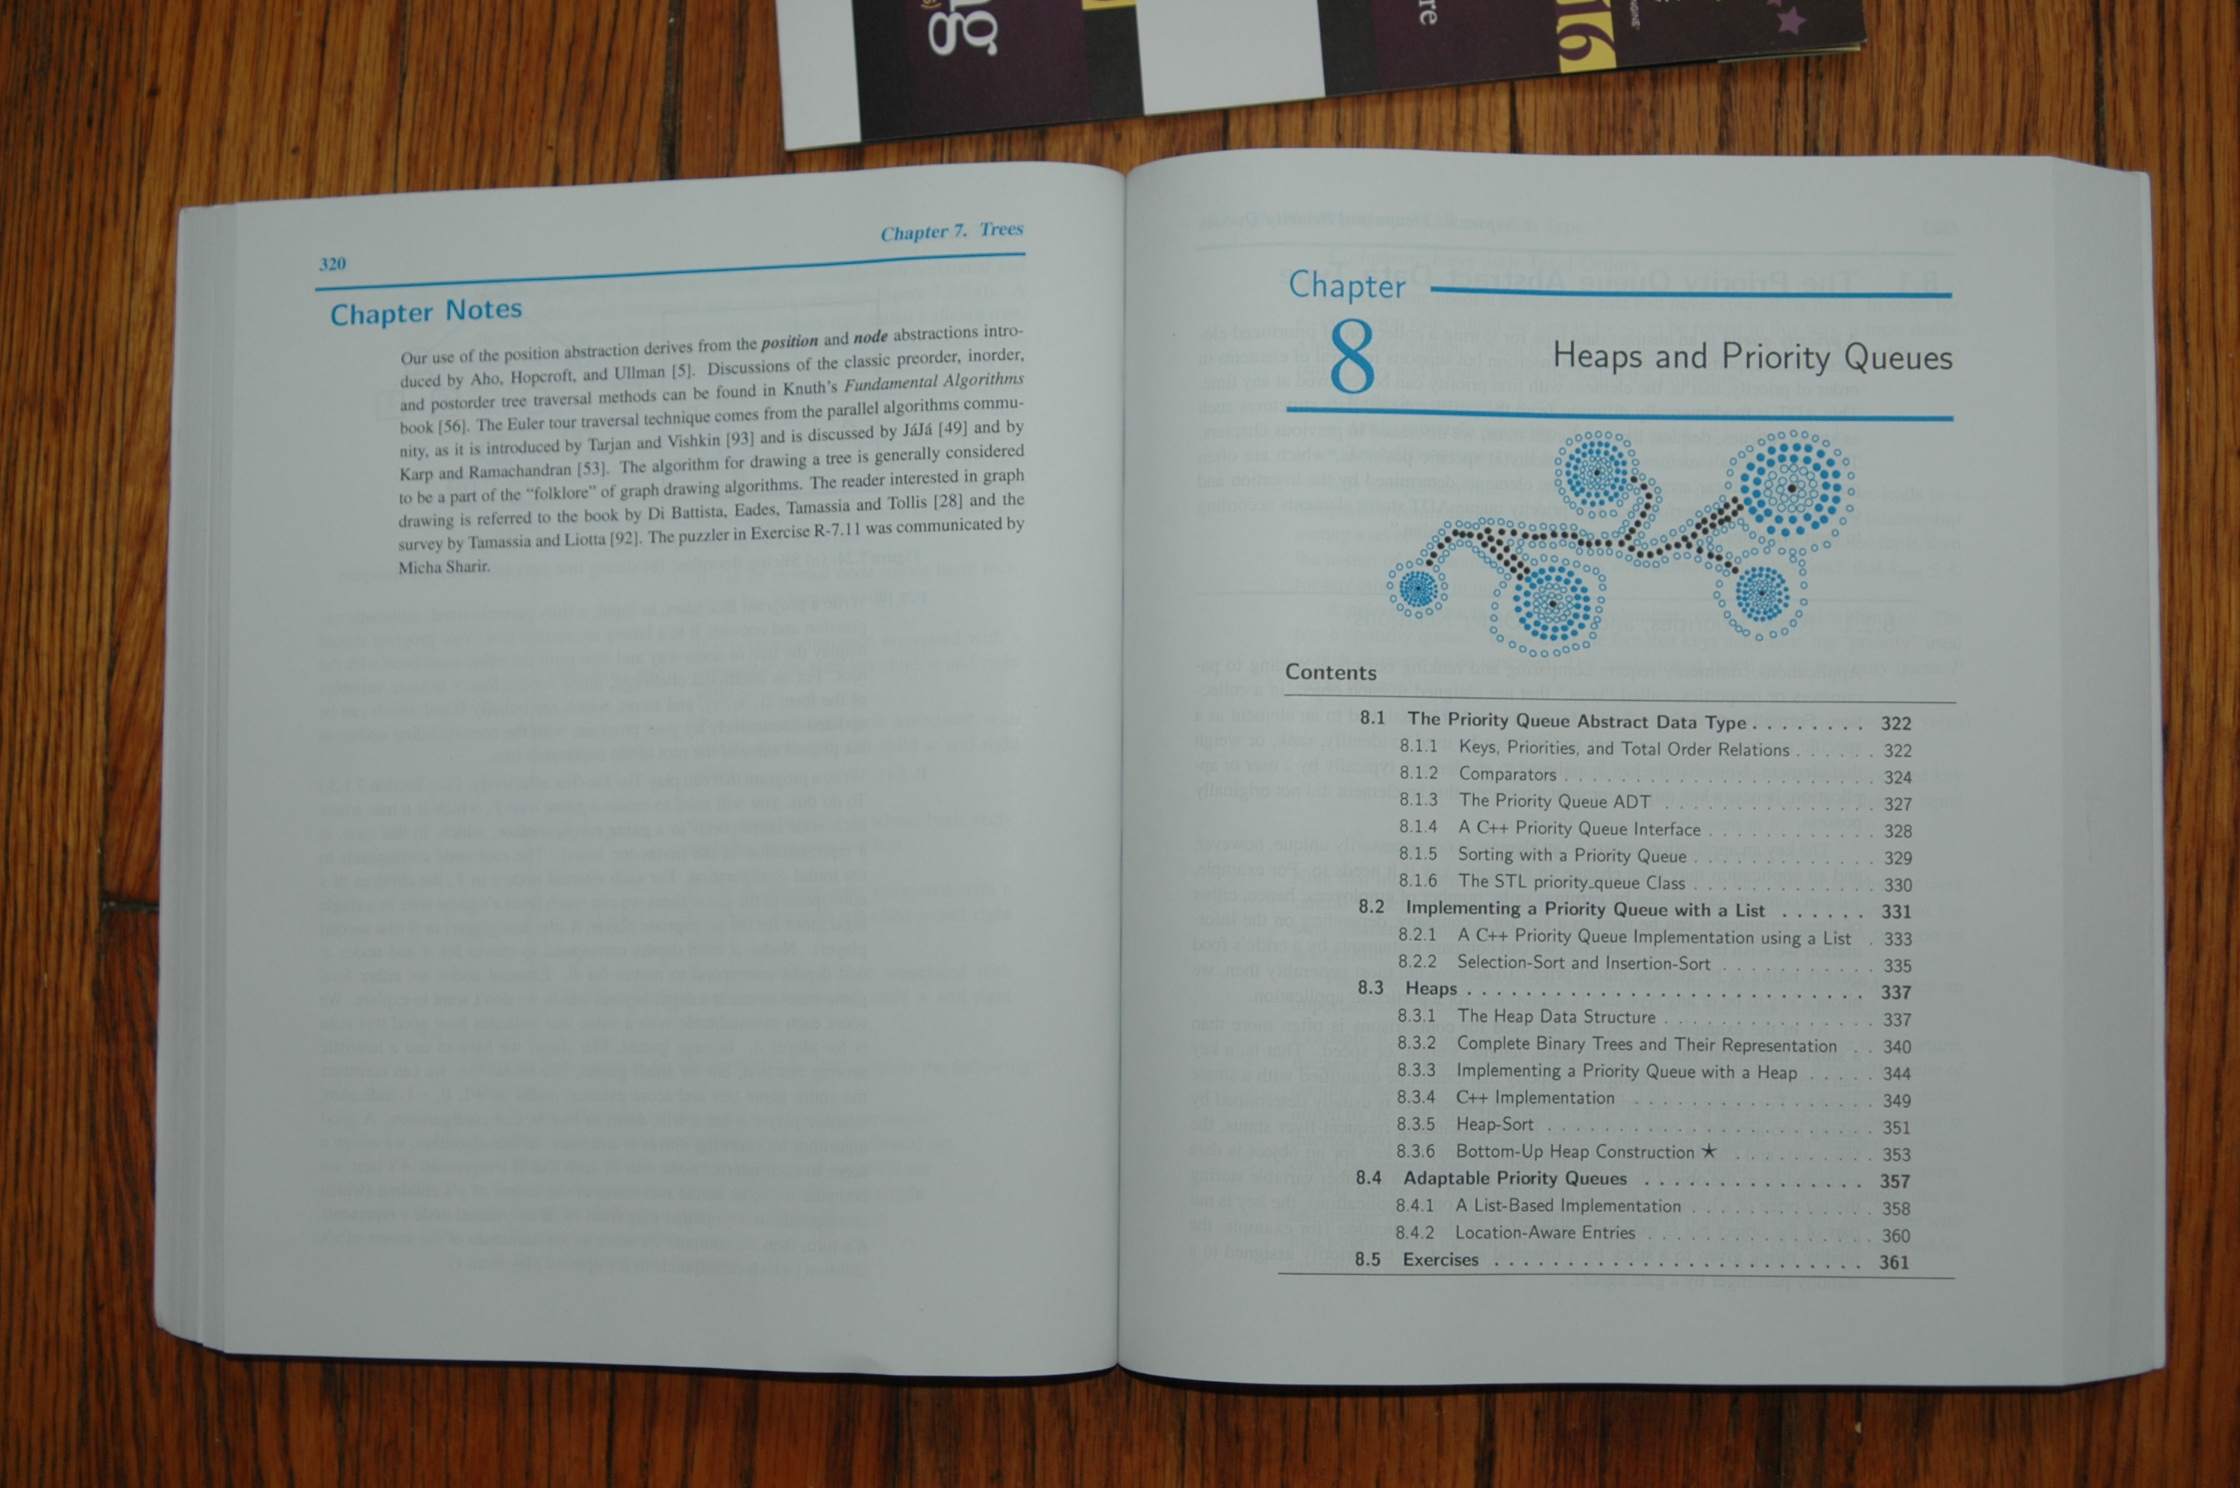 320
Chapter 7. Trees
Chapter Notes
Our use of the position abstraction derives from the position and node abstractions intro-
duced by Aho, Hopcroft, and Ullman [5]. Discussions of the classic preorder, inorder,
and postorder tree traversal methods can be found in Knuth's Fundamental Algorithms
book [56]. The Euler tour traversal technique comes from the parallel algorithms commu-
nity, as it is introduced by Tarjan and Vishkin [93] and is discussed by JáJá [49] and by
Karp and Ramachandran [53]. The algorithm for drawing a tree is generally considered
to be a part of the "folklore" of graph drawing algorithms. The reader interested in graph
drawing is referred to the book by Di Battista, Eades, Tamassia and Tollis [28] and the
survey by Tamassia and Liotta [92]. The puzzler in Exercise R-7.11 was communicated by
Micha Sharir.
Chapter
8
Heaps and Priority Queues
Contents
8.1 The Priority Queue Abstract Data Type . . . . . . . . 322
8.1.1 Keys, Priorities, and Total Order Relations . . . . . 322
8.1.2 Comparators . . . . . . . . . . . . . . . . . . . . . 324
8.1.3 The Priority Queue ADT . . . . . . . . . . . . . . . 327
8.1.4 A C++ Priority Queue Interface . . . . . . . . . . . 328
8.1.5 Sorting with a Priority Queue . . . . . . . . . . . . 329
8.1.6 The STL priority_queue Class . . . . . . . . . . . . 330
8.2 Implementing a Priority Queue with a List . . . . . . 331
8.2.1 A C++ Priority Queue Implementation using a List . 333
8.2.2 Selection-Sort and Insertion-Sort . . . . . . . . . . 335
8.3 Heaps . . . . . . . . . . . . . . . . . . . . . . . . . . 337
8.3.1 The Heap Data Structure . . . . . . . . . . . . . . 337
8.3.2 Complete Binary Trees and Their Representation . . 340
8.3.3 Implementing a Priority Queue with a Heap . . . . . 344
8.3.4 C++ Implementation . . . . . . . . . . . . . . . . . 349
8.3.5 Heap-Sort . . . . . . . . . . . . . . . . . . . . . . 351
8.3.6 Bottom-Up Heap Construction ★ . . . . . . . . . . . 353
8.4 Adaptable Priority Queues . . . . . . . . . . . . . . . 357
8.4.1 A List-Based Implementation . . . . . . . . . . . . 358
8.4.2 Location-Aware Entries . . . . . . . . . . . . . . . 360
8.5 Exercises . . . . . . . . . . . . . . . . . . . . . . . . 361
16
re